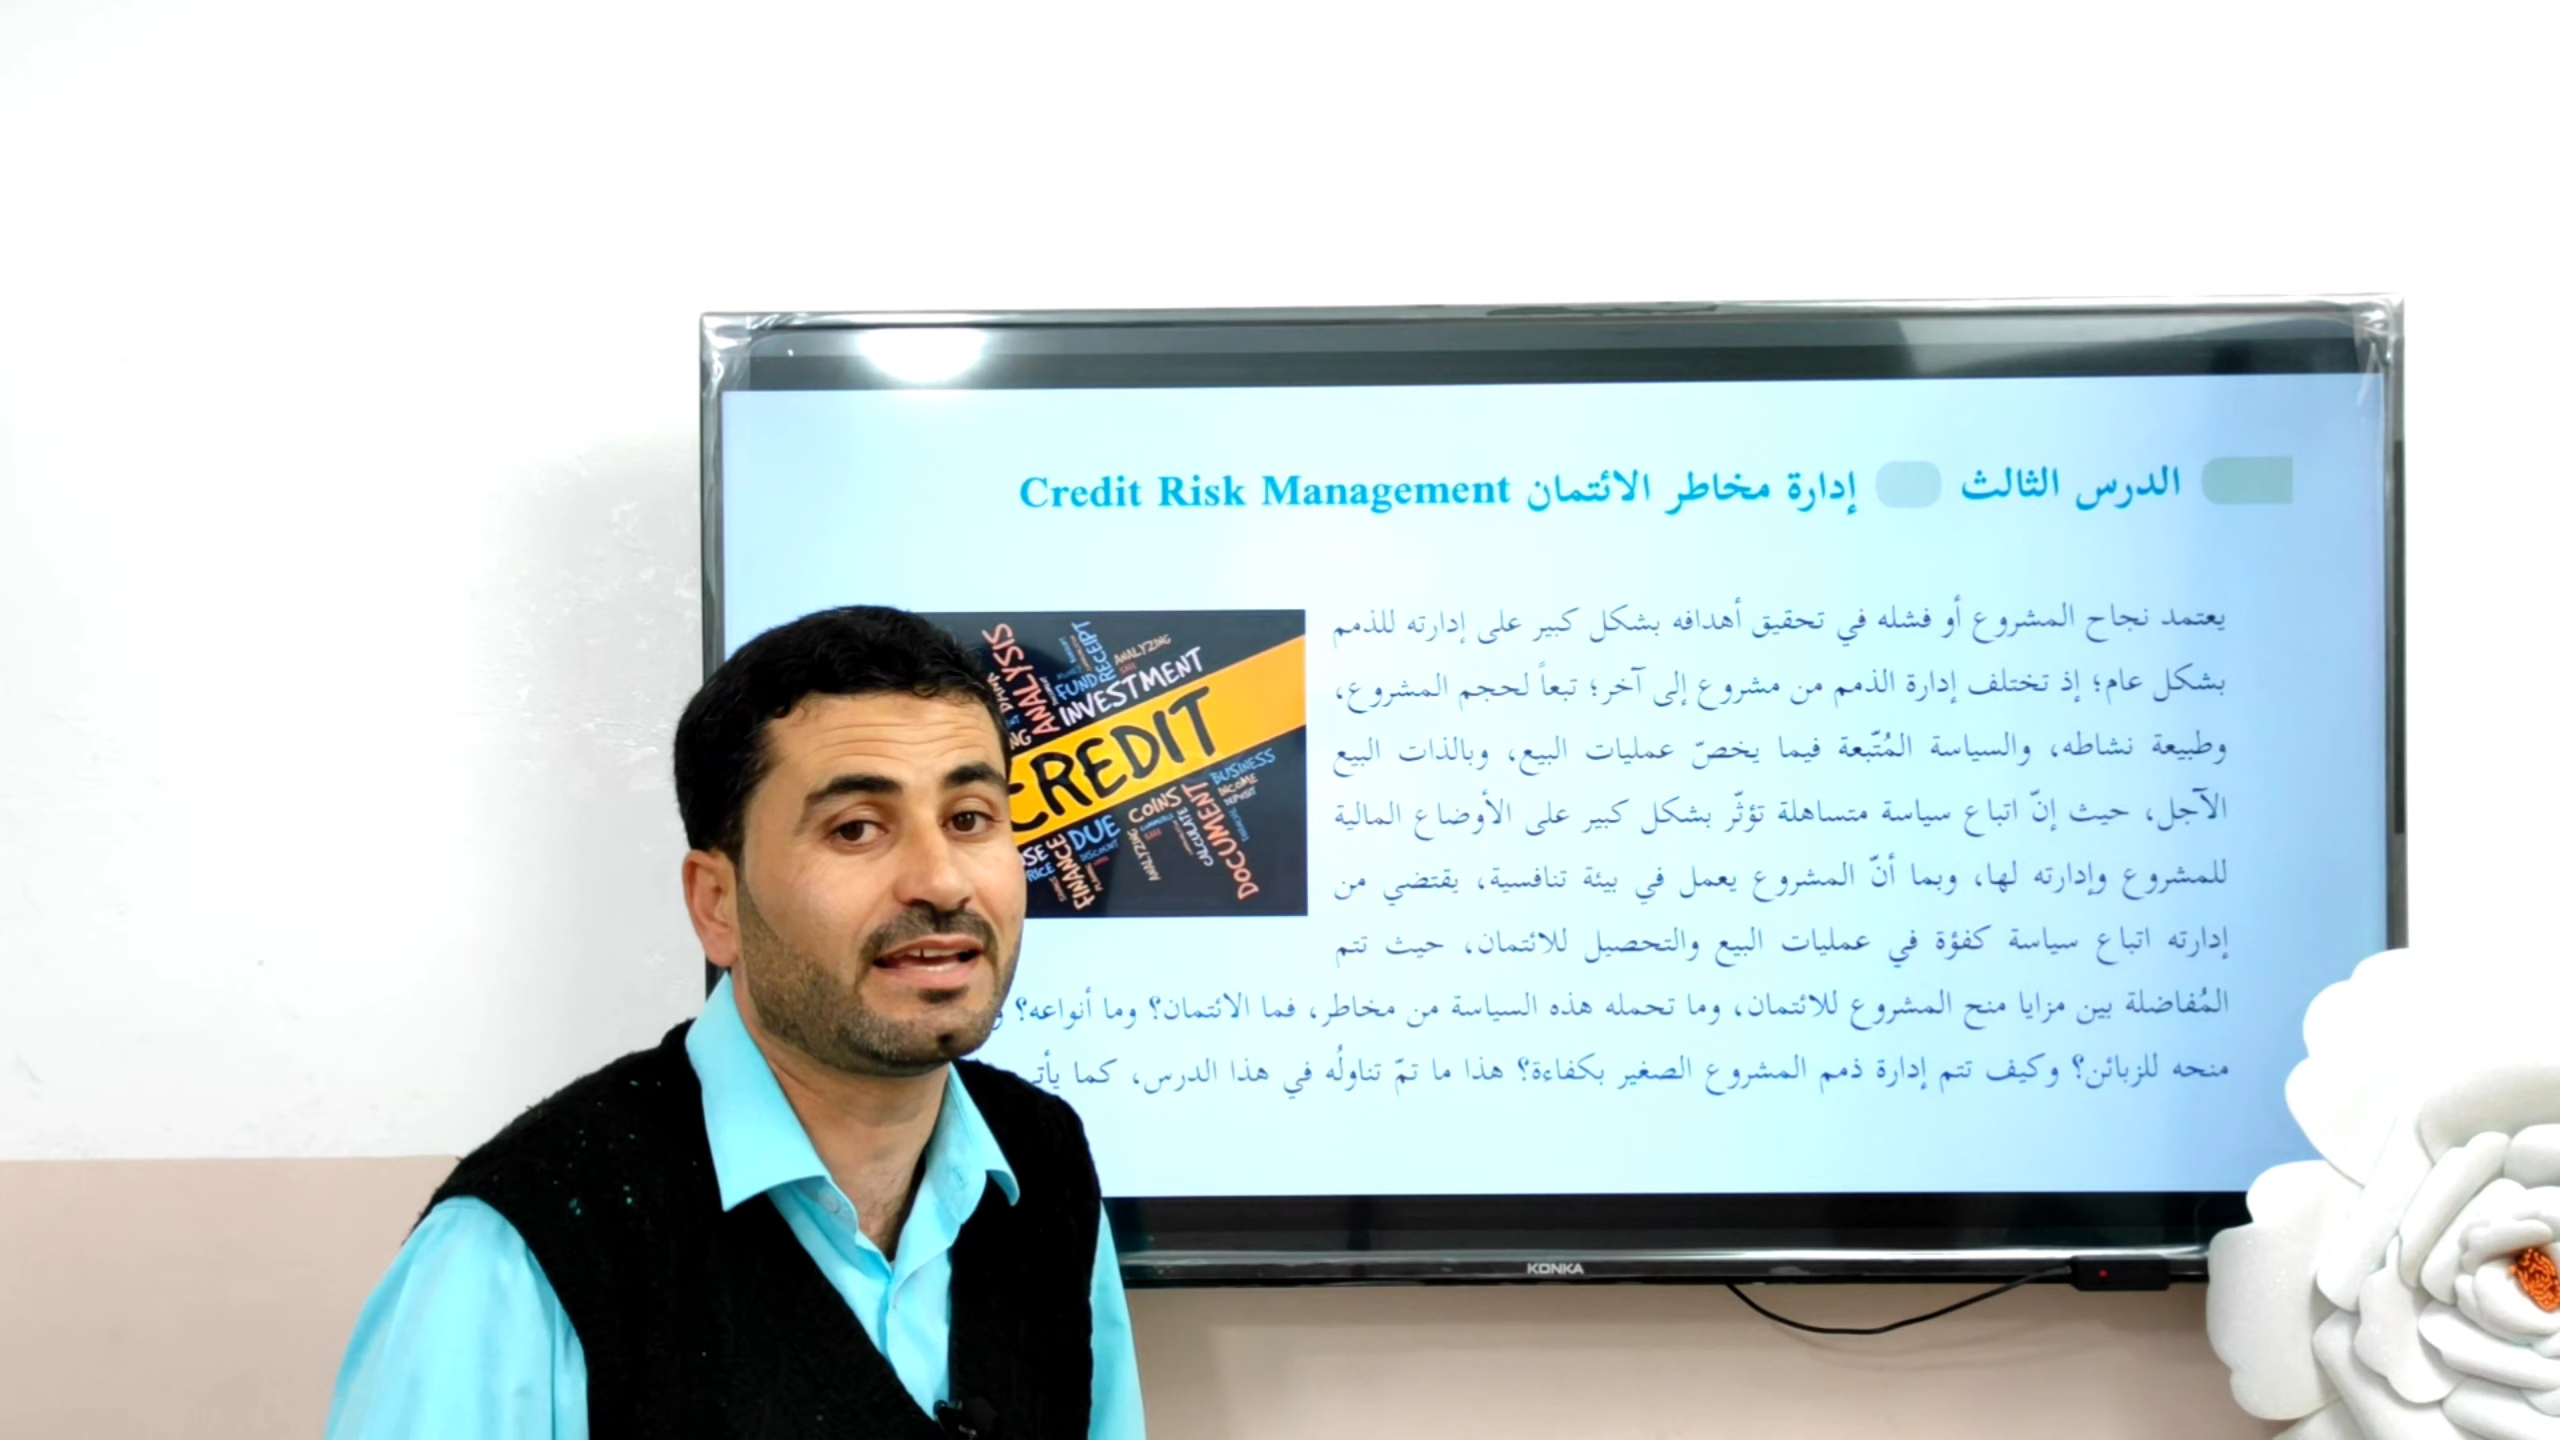 الدرس الثالث إدارة مخاطر الائتمان Credit Risk Management
يعتمد نجاح المشروع أو فشله في تحقيق أهدافه بشكل كبير على إدارته للذمم
بشكل عام؛ إذ تختلف إدارة الذمم من مشروع إلى آخر؛ تبعاً لحجم المشروع،
وطبيعة نشاطه، والسياسة المُتّبعة فيما يخصّ عمليات البيع، وبالذات البيع
الآجل، حيث إنّ اتباع سياسة متساهلة تؤثّر بشكل كبير على الأوضاع المالية
للمشروع وإدارته لها، وبما أنّ المشروع يعمل في بيئة تنافسية، يقتضي من
إدارته اتباع سياسة كفؤة في عمليات البيع والتحصيل للائتمان، حيث تتم
المُفاضلة بين مزايا منح المشروع للائتمان، وما تحمله هذه السياسة من مخاطر، فما الائتمان؟ وما أنواعه؟
منحه للزبائن؟ وكيف تتم إدارة ذمم المشروع الصغير بكفاءة؟ هذا ما تمّ تناولُه في هذا الدرس، كما
ANALYSIS
RECEIPT
FUND
ANALYZING
INVESTMENT
CREDIT
BUSINESS
INCOME
DEPOSIT
COINS
DUE
DISCOUNT
FINANCE
ANALYZING
CALCULATE
DOCUMENT
KONKA